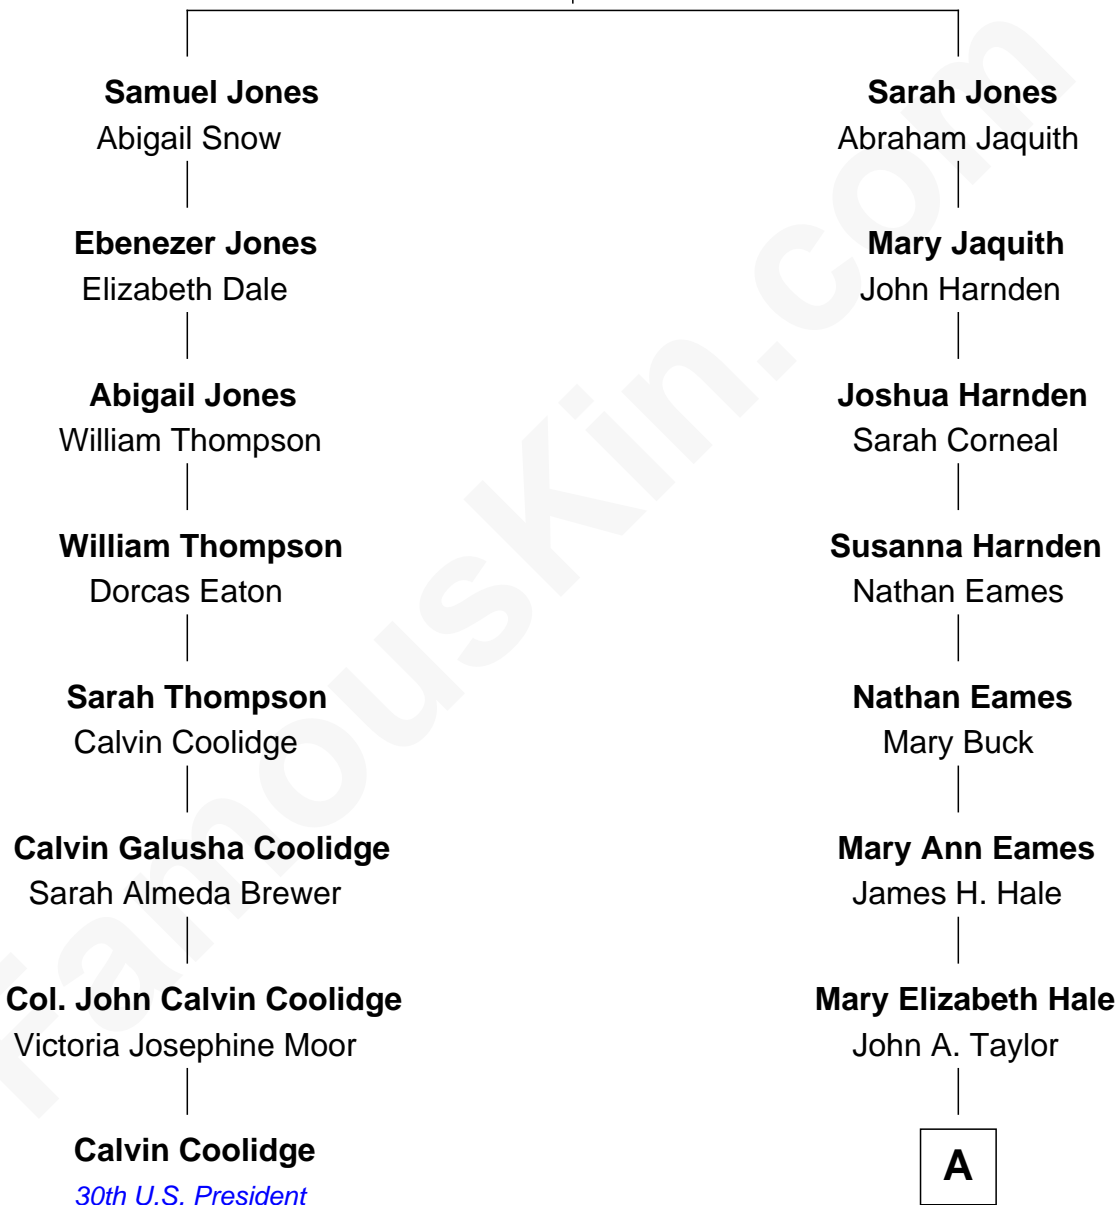 Samuel Jones
Abigail Snow
Ebenezer Jones
Elizabeth Dale
Abigail Jones
William Thompson
William Thompson
Dorcas Eaton
Sarah Thompson
Calvin Coolidge
Calvin Galusha Coolidge
Sarah Almeda Brewer
Col. John Calvin Coolidge
Victoria Josephine Moor
Calvin Coolidge
30th U.S. President
Sarah Jones
Abraham Jaquith
Mary Jaquith
John Harnden
Joshua Harnden
Sarah Corneal
Susanna Harnden
Nathan Eames
Nathan Eames
Mary Buck
Mary Ann Eames
James H. Hale
Mary Elizabeth Hale
John A. Taylor
A
FamousKin.com